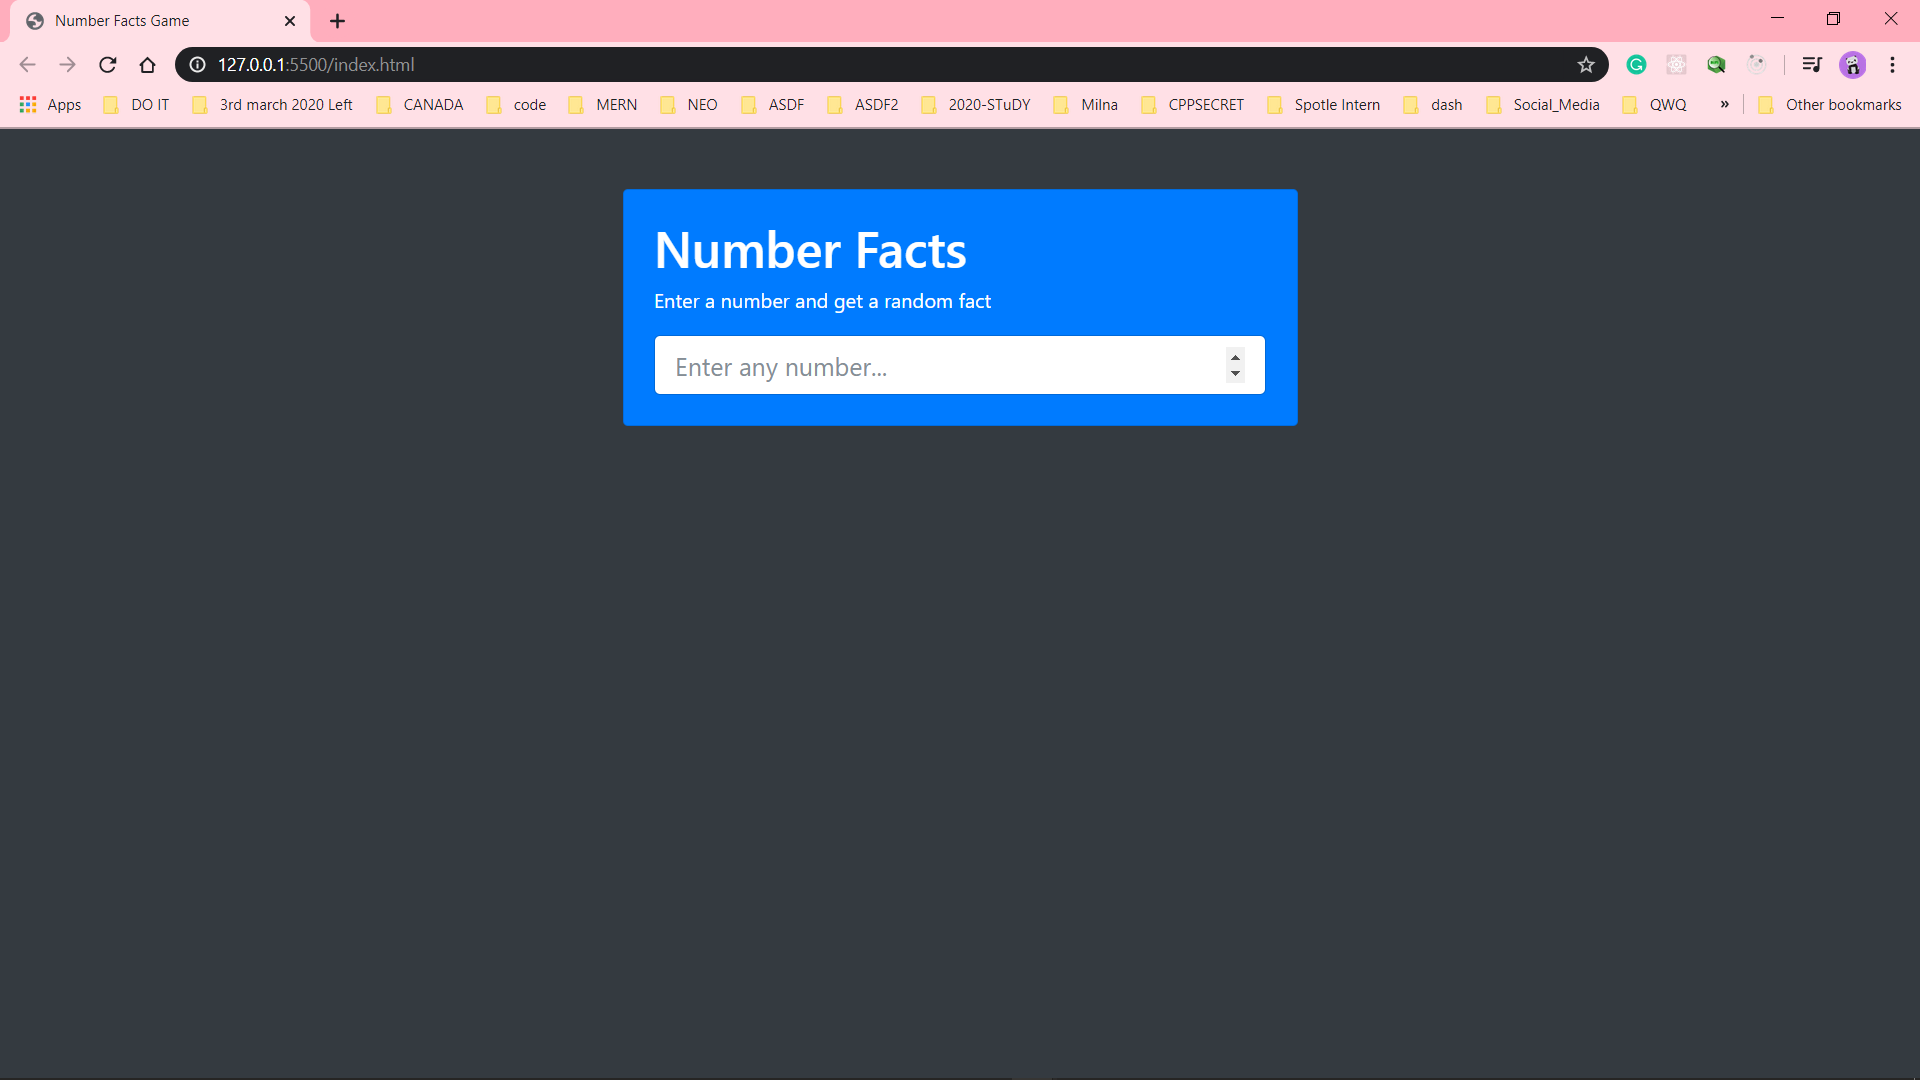 Number Facts Game
127.0.0.1:5500/index.html
Apps DO IT 3rd march 2020 Left CANADA code MERN NEO ASDF ASDF2 2020-STuDY Milna CPPSECRET Spotle Intern dash Social_Media QWQ » Other bookmarks
Number Facts
Enter a number and get a random fact
Enter any number...